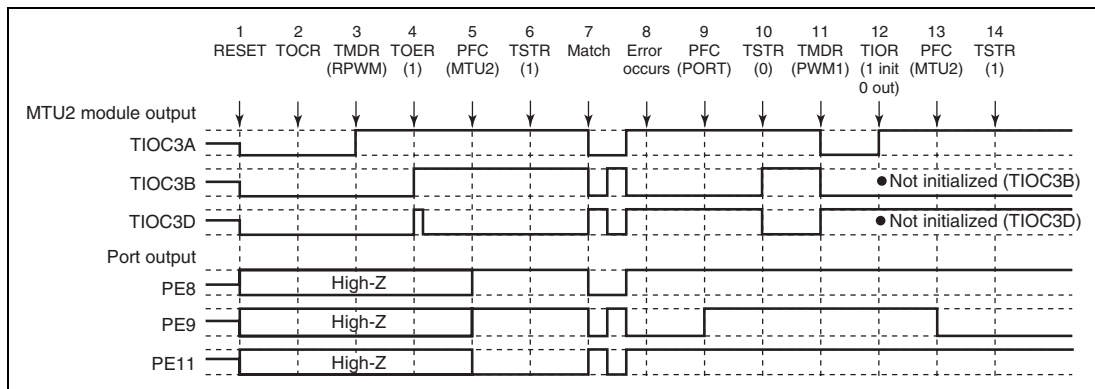 1 2 3 4 5 6 7 8 9 10 11 12 13 14
RESET TOCR TMDR TOER PFC TSTR Match Error PFC TSTR TMDR TIOR PFC TSTR
(RPWM) (1) (MTU2) (1) occurs (PORT) (0) (PWM1) (1 init (MTU2) (1)
0 out)
MTU2 module output
TIOC3A
TIOC3B
● Not initialized (TIOC3B)
TIOC3D
● Not initialized (TIOC3D)
Port output
PE8
High-Z
PE9
High-Z
PE11
High-Z